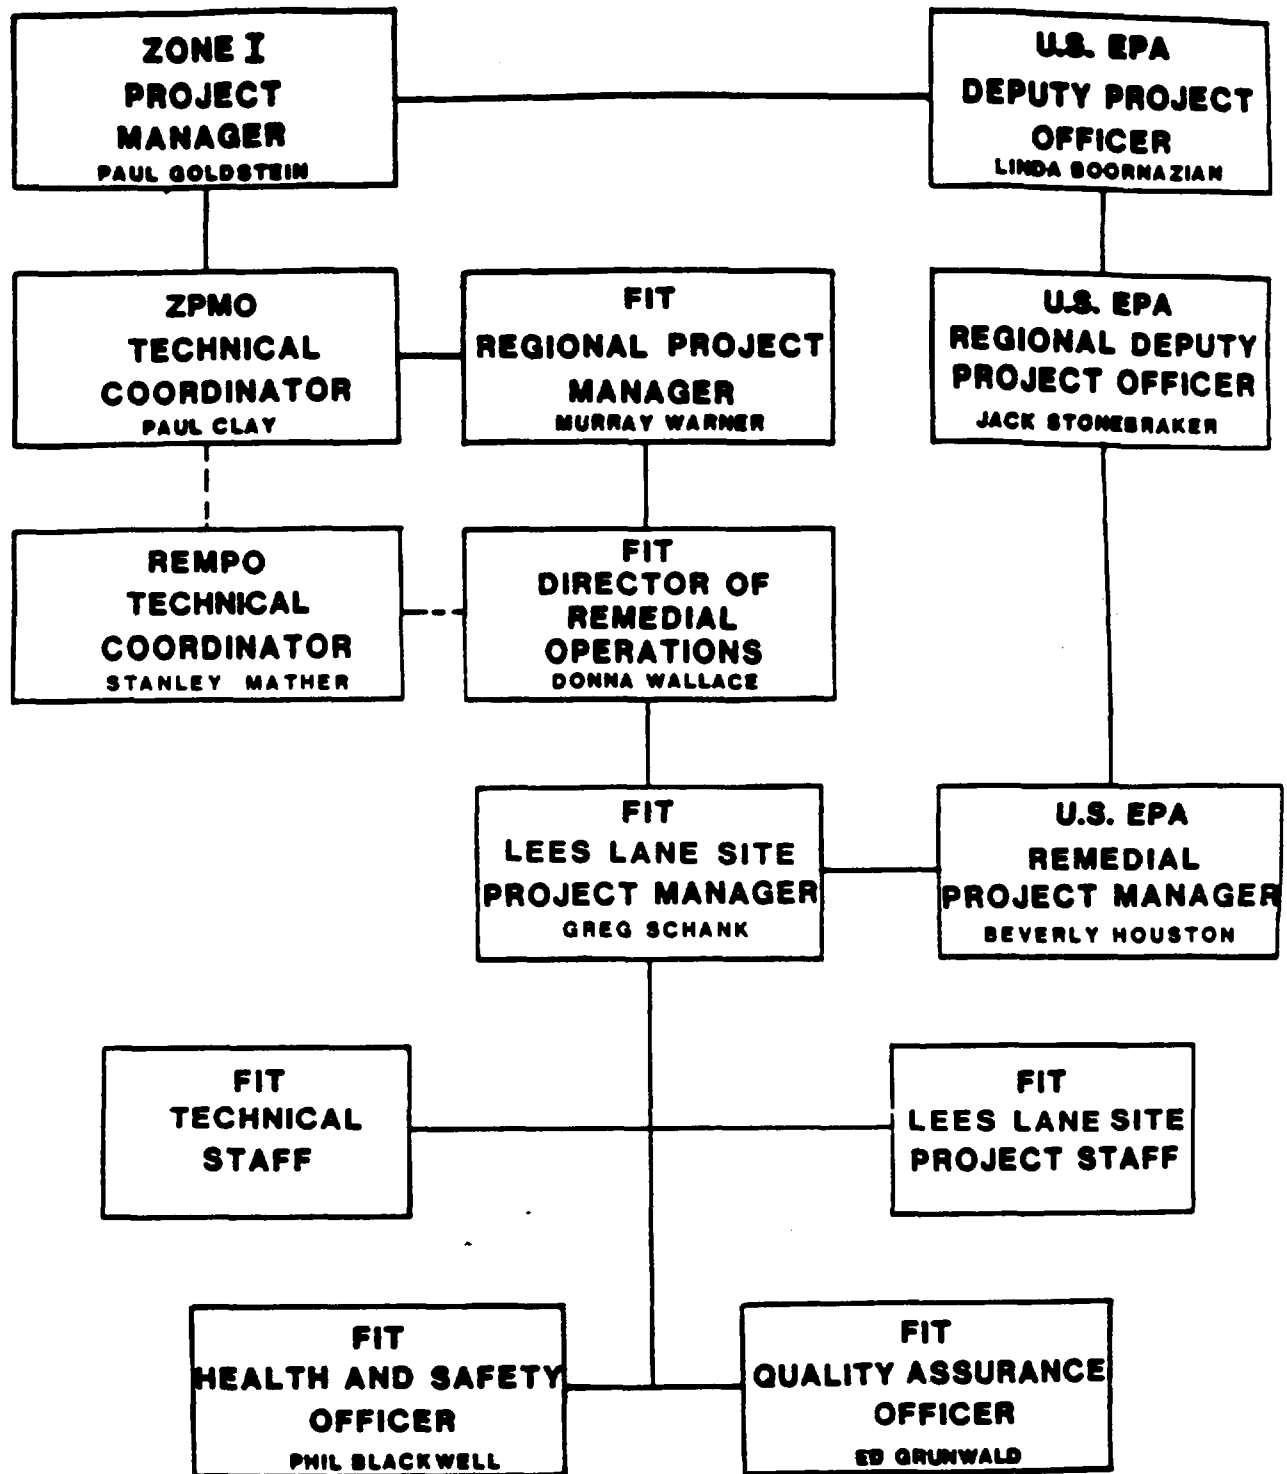 ZONE I
PROJECT
MANAGER
PAUL GOLDSTEIN
U.S. EPA
DEPUTY PROJECT
OFFICER
LINDA BOORNAZIAN
ZPMO
TECHNICAL
COORDINATOR
PAUL CLAY
FIT
REGIONAL PROJECT
MANAGER
MURRAY WARNER
U.S. EPA
REGIONAL DEPUTY
PROJECT OFFICER
JACK STONEBRAKER
REMPO
TECHNICAL
COORDINATOR
STANLEY MATHER
FIT
DIRECTOR OF
REMEDIAL
OPERATIONS
DONNA WALLACE
FIT
LEES LANE SITE
PROJECT MANAGER
GREG SCHANK
U.S. EPA
REMEDIAL
PROJECT MANAGER
BEVERLY HOUSTON
FIT
TECHNICAL
STAFF
FIT
LEES LANE SITE
PROJECT STAFF
FIT
HEALTH AND SAFETY
OFFICER
PHIL BLACKWELL
FIT
QUALITY ASSURANCE
OFFICER
ED GRUNWALD